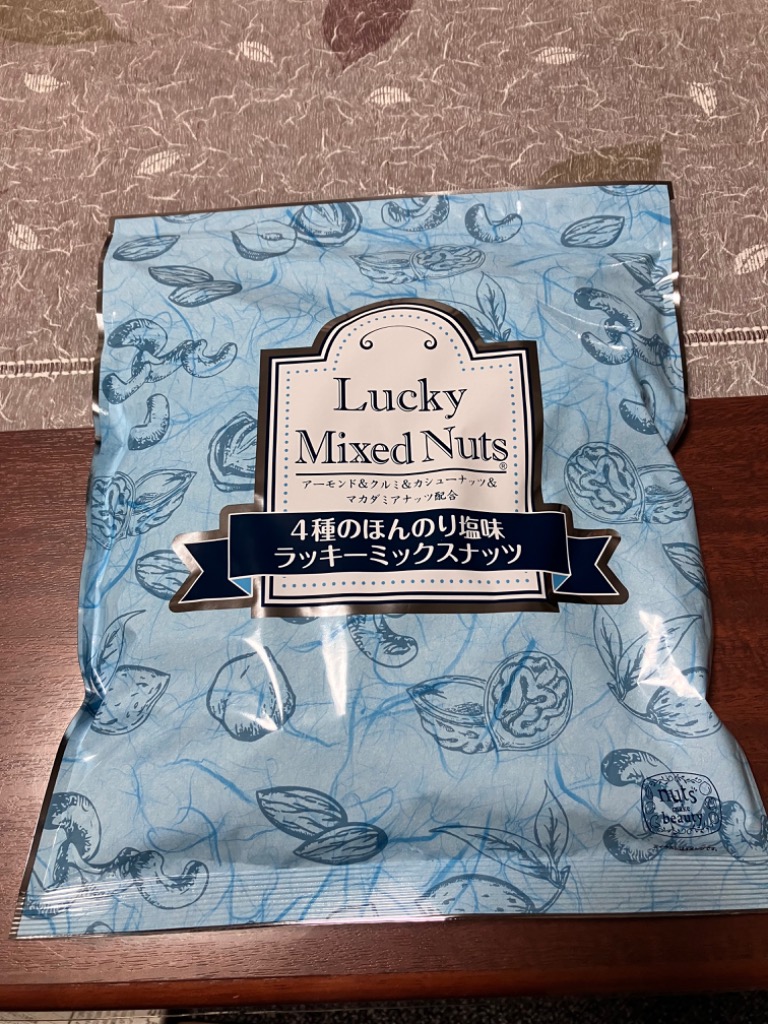 Lucky
Mixed Nuts®
アーモンド&クルミ&カシューナッツ&
マカダミアナッツ配合
4種のほんのり塩味
ラッキーミックスナッツ
nuts
make
beauty